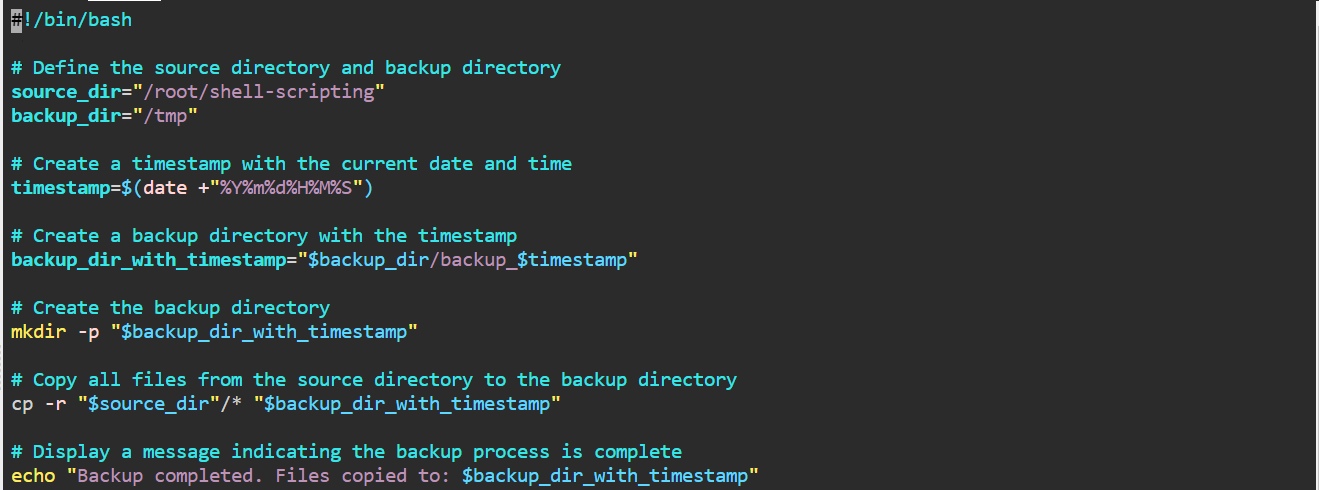 #!/bin/bash
# Define the source directory and backup directory
source_dir="/root/shell-scripting"
backup_dir="/tmp"
# Create a timestamp with the current date and time
timestamp=$(date +"%Y%m%d%H%M%S")
# Create a backup directory with the timestamp
backup_dir_with_timestamp="$backup_dir/backup_$timestamp"
# Create the backup directory
mkdir -p "$backup_dir_with_timestamp"
# Copy all files from the source directory to the backup directory
cp -r "$source_dir"/* "$backup_dir_with_timestamp"
# Display a message indicating the backup process is complete
echo "Backup completed. Files copied to: $backup_dir_with_timestamp"